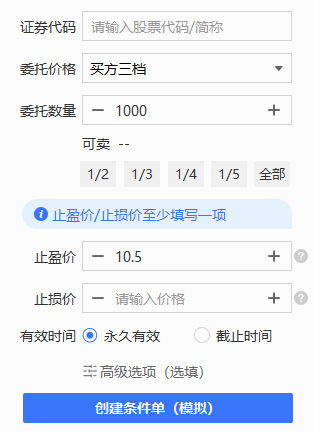 证券代码 请输入股票代码/简称
委托价格 买方三档
委托数量 1000
可卖 --
1/2 1/3 1/4 1/5 全部
止盈价/止损价至少填写一项
止盈价 10.5
止损价 请输入价格
有效时间 永久有效 截止时间
高级选项（选填）
创建条件单（模拟）